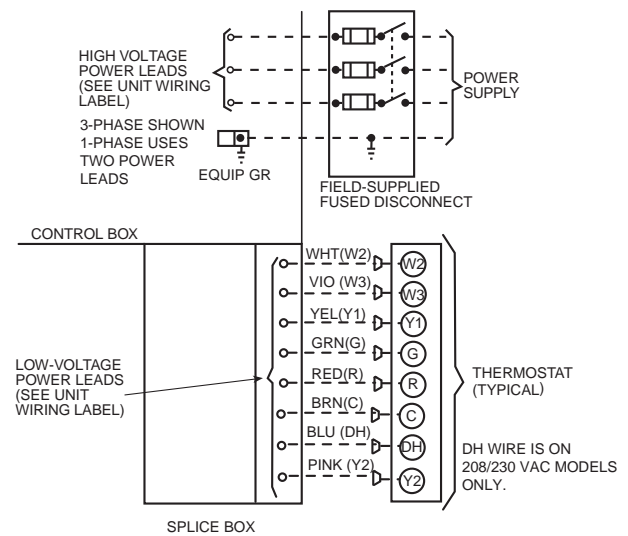 HIGH VOLTAGE
POWER LEADS
(SEE UNIT WIRING
LABEL)
POWER
SUPPLY
3-PHASE SHOWN
1-PHASE USES
TWO POWER
LEADS
EQUIP GR
FIELD-SUPPLIED
FUSED DISCONNECT
CONTROL BOX
WHT(W2)
W2
VIO (W3)
W3
YEL(Y1)
Y1
GRN(G)
G
RED(R)
R
BRN(C)
C
BLU (DH)
DH
PINK (Y2)
Y2
LOW-VOLTAGE
POWER LEADS
(SEE UNIT
WIRING LABEL)
THERMOSTAT
(TYPICAL)
DH WIRE IS ON
208/230 VAC MODELS
ONLY.
SPLICE BOX